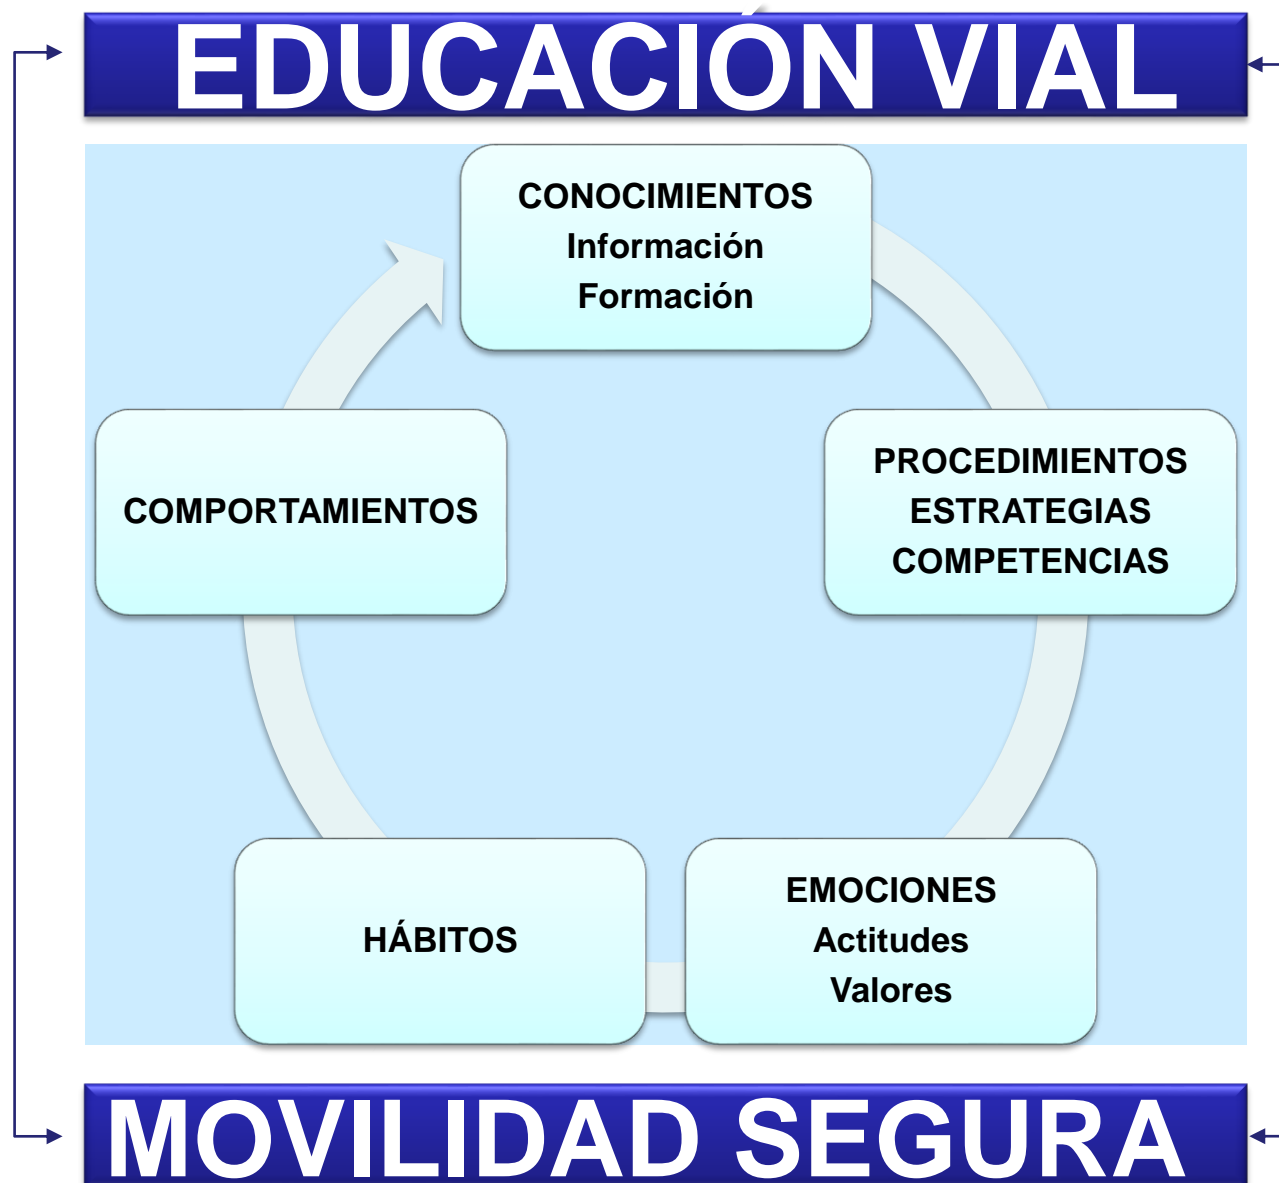 EDUCACIÓN VIAL
CONOCIMIENTOS
Información
Formación
PROCEDIMIENTOS
ESTRATEGIAS
COMPETENCIAS
EMOCIONES
Actitudes
Valores
HÁBITOS
COMPORTAMIENTOS
MOVILIDAD SEGURA